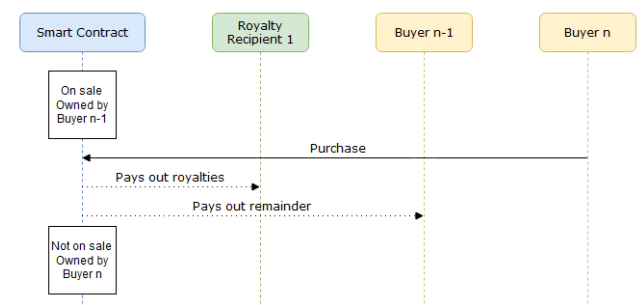 Smart Contract
Royalty
Recipient 1
Buyer n-1
Buyer n
On sale
Owned by
Buyer n-1
Purchase
Pays out royalties
Pays out remainder
Not on sale
Owned by
Buyer n